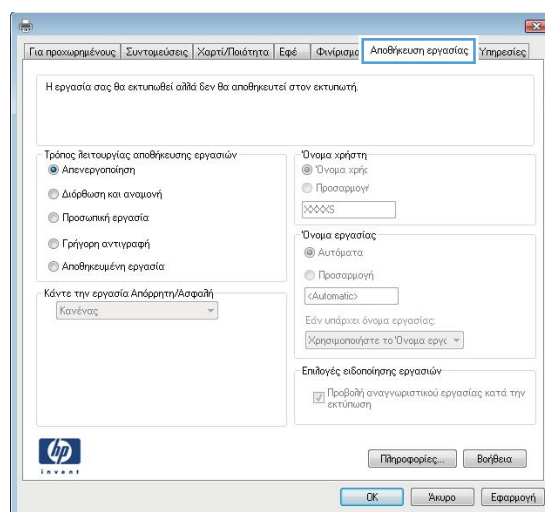 Για προχωρημένους Συντομεύσεις Χαρτί/Ποιότητα Εφέ Φινίρισμα Αποθήκευση εργασίας Υπηρεσίες
Η εργασία σας θα εκτυπωθεί αλλά δεν θα αποθηκευτεί στον εκτυπωτή.
Τρόπος λειτουργίας αποθήκευσης εργασιών
Απενεργοποίηση
Διόρθωση και αναμονή
Προσωπική εργασία
Γρήγορη αντιγραφή
Αποθηκευμένη εργασία
Κάντε την εργασία Απόρρητη/Ασφαλή
Κανένας
Όνομα χρήστη
Όνομα χρής
Προσαρμογή
XXXXS
Όνομα εργασίας
Αυτόματα
Προσαρμογή
<Automatic>
Εάν υπάρχει όνομα εργασίας:
Χρησιμοποιήστε το Όνομα εργα
Επιλογές ειδοποίησης εργασιών
Προβολή αναγνωριστικού εργασίας κατά την
εκτύπωση
hp
invent
Πληροφορίες... Βοήθεια
OK Άκυρο Εφαρμογή